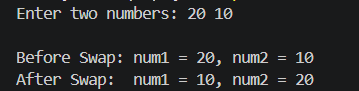 Enter two numbers: 20 10
Before Swap: num1 = 20, num2 = 10
After Swap:  num1 = 10, num2 = 20